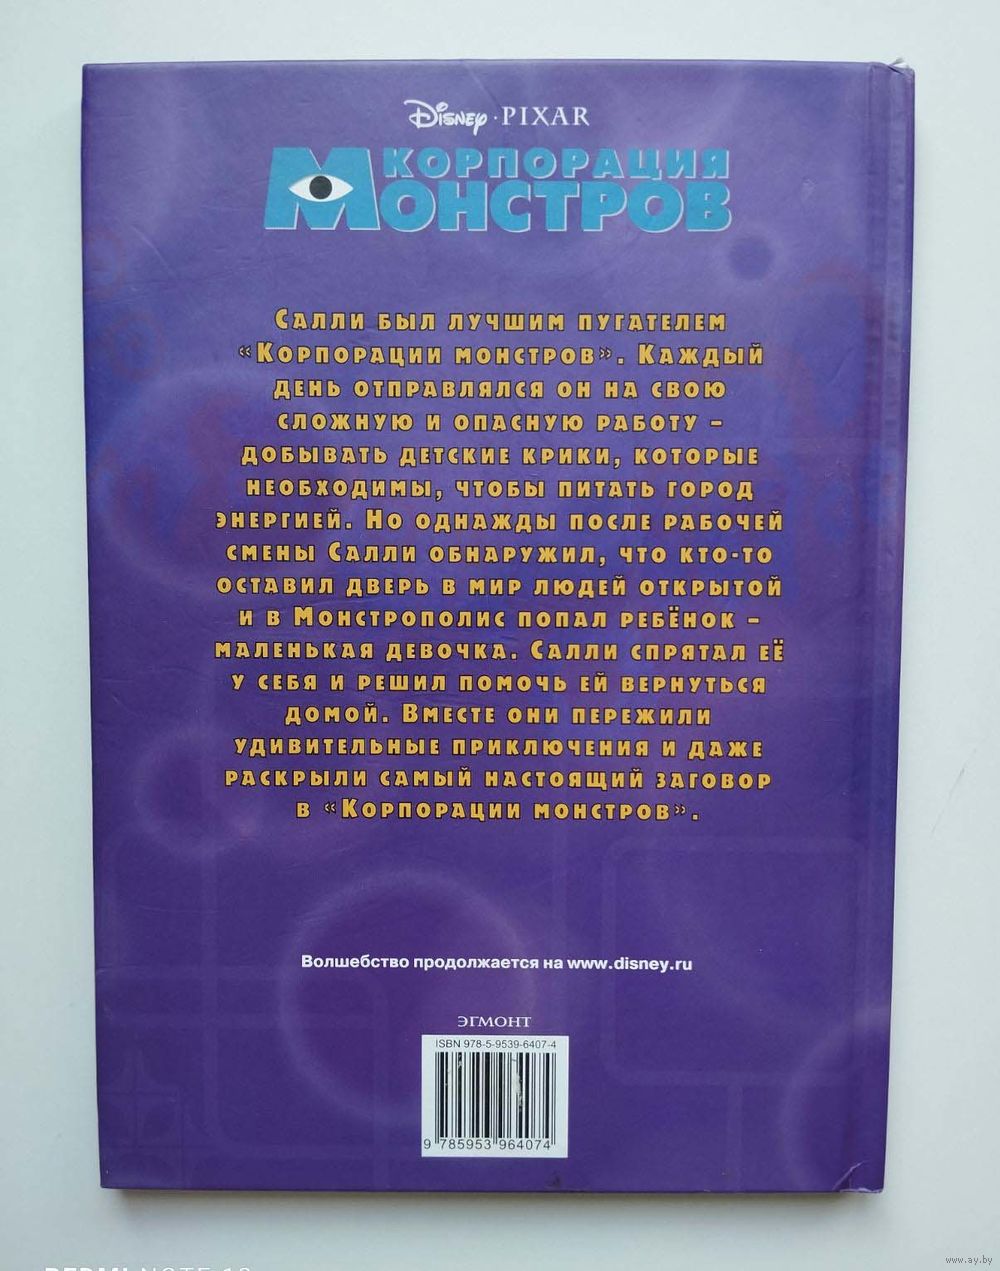 Disney · PIXAR
КОРПОРАЦИЯ
МОНСТРОВ
Салли был лучшим пугателем
«Корпорации монстров». Каждый
день отправлялся он на свою
сложную и опасную работу –
добывать детские крики, которые
необходимы, чтобы питать город
энергией. Но однажды после рабочей
смены Салли обнаружил, что кто-то
оставил дверь в мир людей открытой
и в Монстрополис попал ребёнок –
маленькая девочка. Салли спрятал её
у себя и решил помочь ей вернуться
домой. Вместе они пережили
удивительные приключения и даже
раскрыли самый настоящий заговор
в «Корпорации монстров».
Волшебство продолжается на www.disney.ru
ЭГМОНТ
ISBN 978-5-9539-6407-4
9 785953 964074
www.ay.by